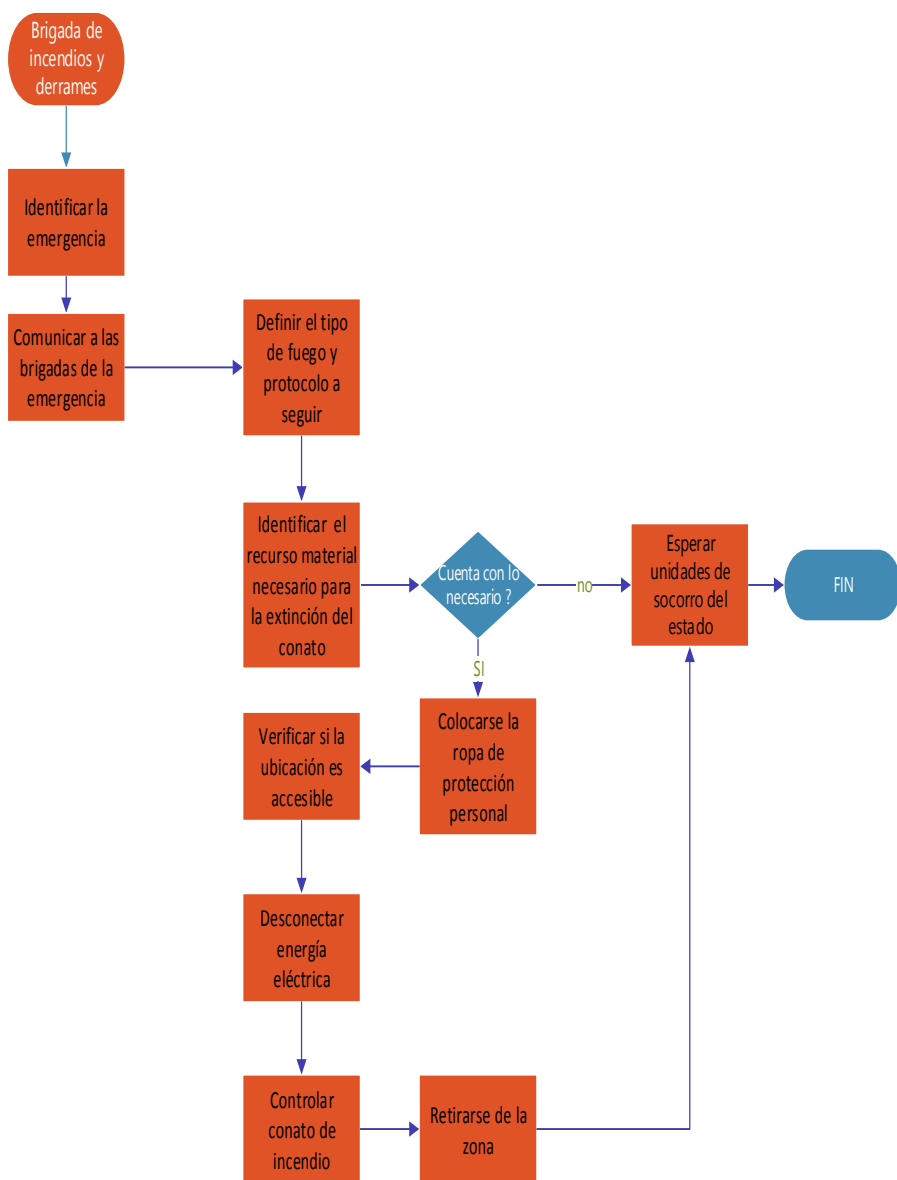 Brigada de
incendios y
derrames
Identificar la
emergencia
Comunicar a las
brigadas de la
emergencia
Definir el tipo
de fuego y
protocolo a
seguir
Identificar el
recurso material
necesario para
la extinción del
conato
Cuenta con lo
necesario ?
no
Esperar
unidades de
socorro del
estado
FIN
SI
Colocarse la
ropa de
protección
personal
Verificar si la
ubicación es
accesible
Desconectar
energía
eléctrica
Controlar
conato de
incendio
Retirarse de la
zona